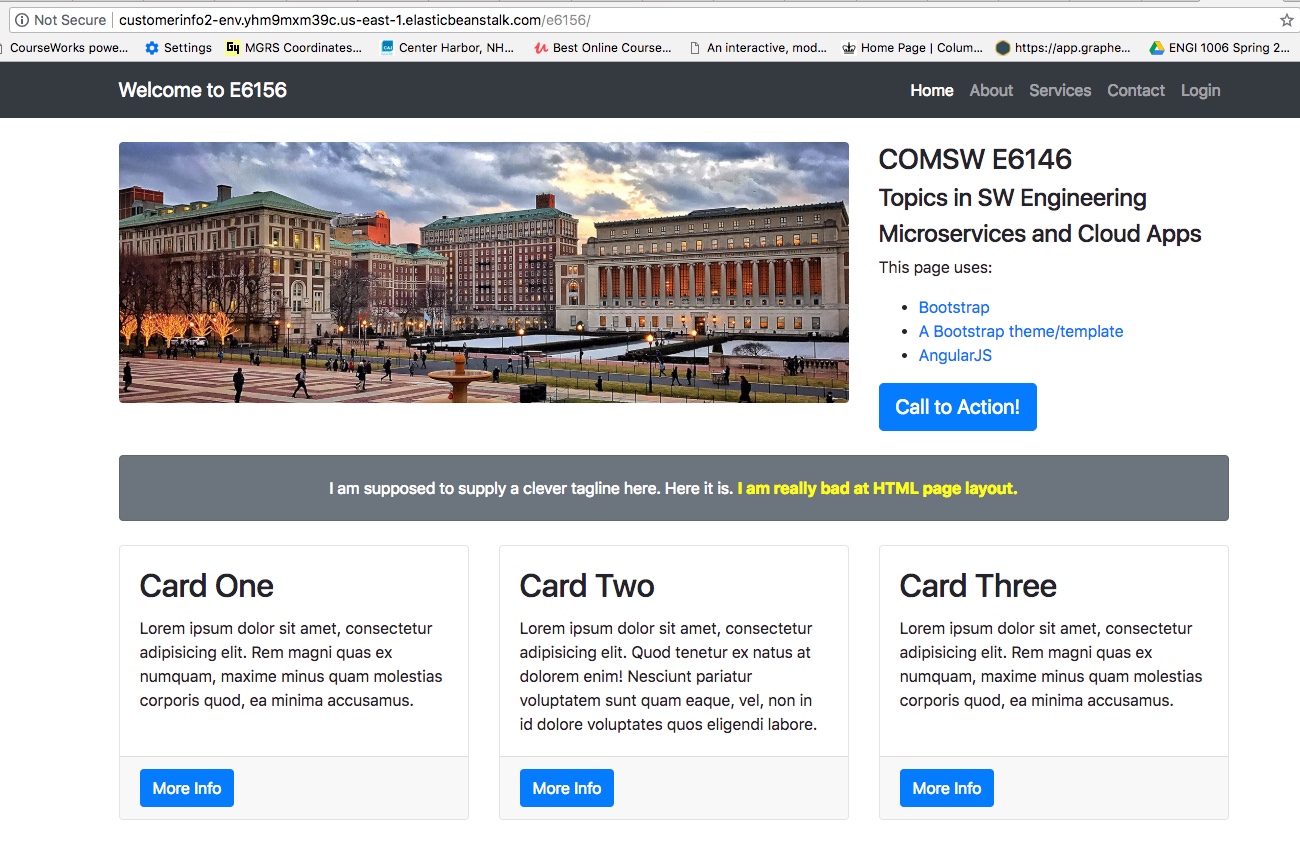 Not Secure customerinfo2-env.yhm9mxm39c.us-east-1.elasticbeanstalk.com/e6156/
CourseWorks powe... Settings Gy MGRS Coordinates... Center Harbor, NH... Best Online Course... An interactive, mod... Home Page | Colum... https://app.graphe... ENGI 1006 Spring 2...
Welcome to E6156 Home About Services Contact Login
COMSW E6146
Topics in SW Engineering
Microservices and Cloud Apps
This page uses:
• Bootstrap
• A Bootstrap theme/template
• AngularJS
Call to Action!
I am supposed to supply a clever tagline here. Here it is. I am really bad at HTML page layout.
Card One
Lorem ipsum dolor sit amet, consectetur
adipisicing elit. Rem magni quas ex
numquam, maxime minus quam molestias
corporis quod, ea minima accusamus.
More Info
Card Two
Lorem ipsum dolor sit amet, consectetur
adipisicing elit. Quod tenetur ex natus at
dolorem enim! Nesciunt pariatur
voluptatem sunt quam eaque, vel, non in
id dolore voluptates quos eligendi labore.
More Info
Card Three
Lorem ipsum dolor sit amet, consectetur
adipisicing elit. Rem magni quas ex
numquam, maxime minus quam molestias
corporis quod, ea minima accusamus.
More Info